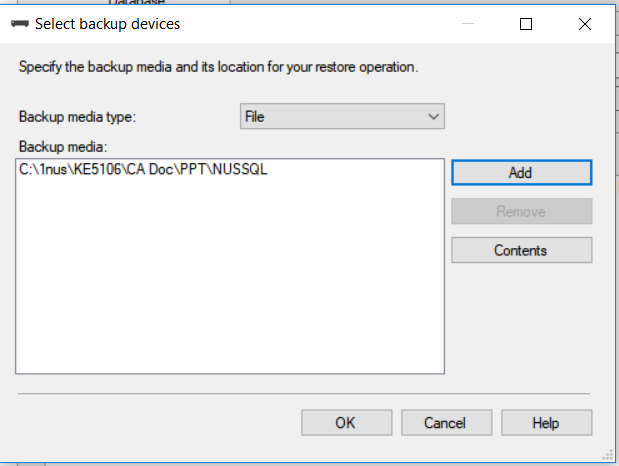 Database
Select backup devices
Specify the backup media and its location for your restore operation.
Backup media type:
File
Backup media:
C:\1nus\KE5106\CA Doc\PPT\NUSSQL
Add
Remove
Contents
OK
Cancel
Help